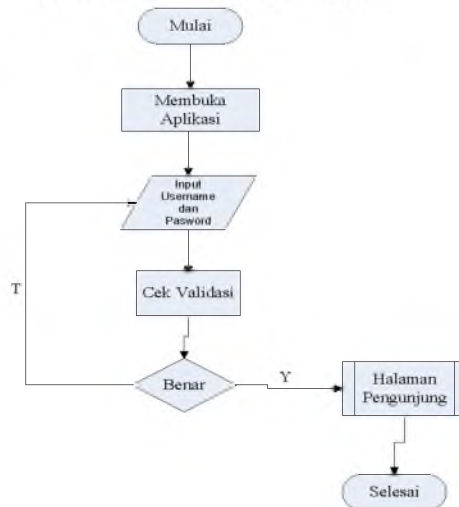 Mulai
Membuka
Aplikasi
Input
Username
dan
Pasword
Cek Validasi
T
Benar
Y
Halaman
Pengunjung
Selesai